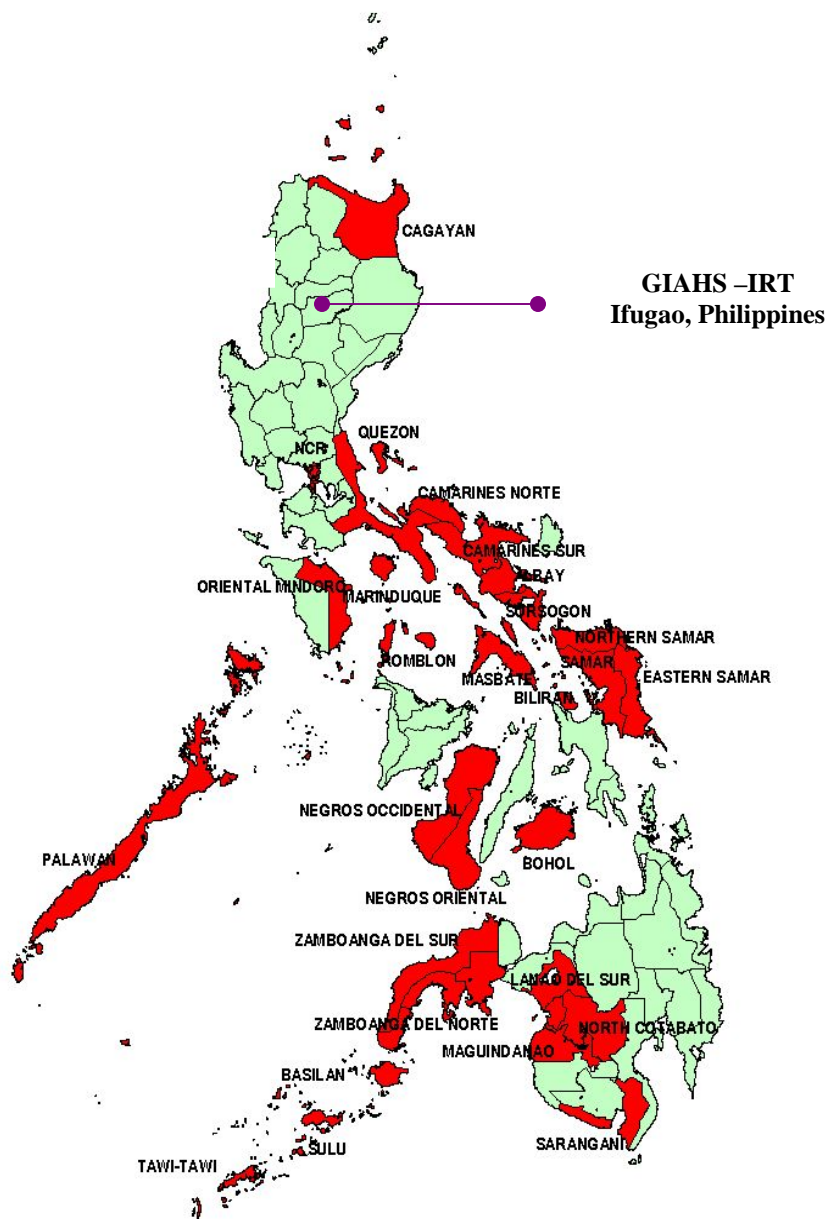 CAGAYAN
GIAHS –IRT
Ifugao, Philippines
QUEZON
NCR
CAMARINES NORTE
CAMARINES SUR
ALBAY
ORIENTAL MINDORO
MARINDUQUE
SORSOGON
NORTHERN SAMAR
ROMBLON
SAMAR
MASBATE
EASTERN SAMAR
BILIRAN
NEGROS OCCIDENTAL
PALAWAN
BOHOL
NEGROS ORIENTAL
ZAMBOANGA DEL SUR
LANAO DEL SUR
ZAMBOANGA DEL NORTE
NORTH COTABATO
MAGUINDANAO
BASILAN
SARANGANI
SULU
TAWI-TAWI